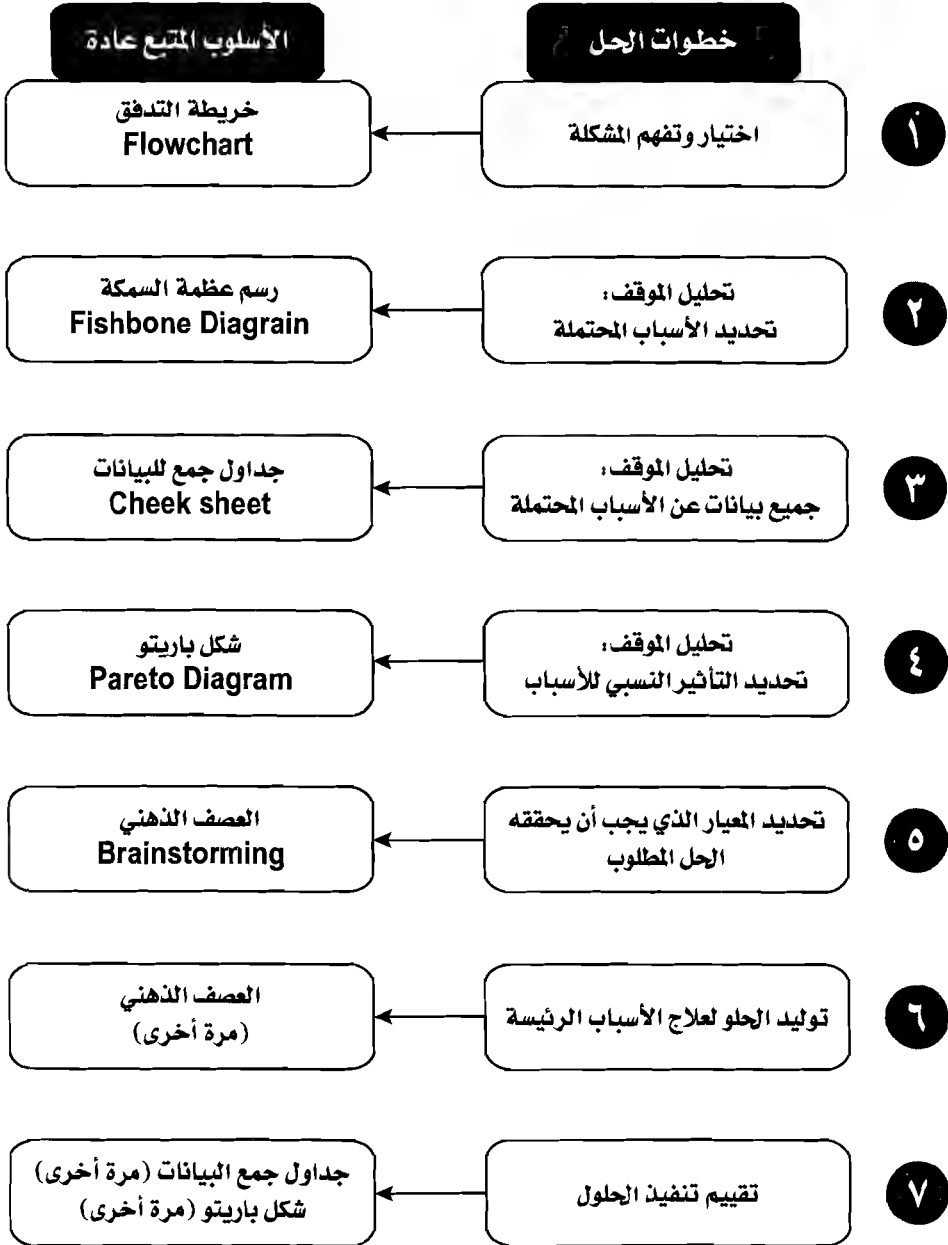 خطوات الحل
الأسلوب المتبع عادة
١
اختيار وتفهم المشكلة
خريطة التدفق
Flowchart
٢
تحليل الموقف:
تحديد الأسباب المحتملة
رسم عظمة السمكة
Fishbone Diagrain
٣
تحليل الموقف:
جميع بيانات عن الأسباب المحتملة
جداول جمع للبيانات
Cheek sheet
٤
تحليل الموقف:
تحديد التأثير النسبي للأسباب
شكل باريتو
Pareto Diagram
٥
تحديد المعيار الذي يجب أن يحققه
الحل المطلوب
العصف الذهني
Brainstorming
٦
توليد الحلو لعلاج الأسباب الرئيسة
العصف الذهني
(مرة أخرى)
٧
تقييم تنفيذ الحلول
جداول جمع البيانات (مرة أخرى)
شكل باريتو (مرة أخرى)